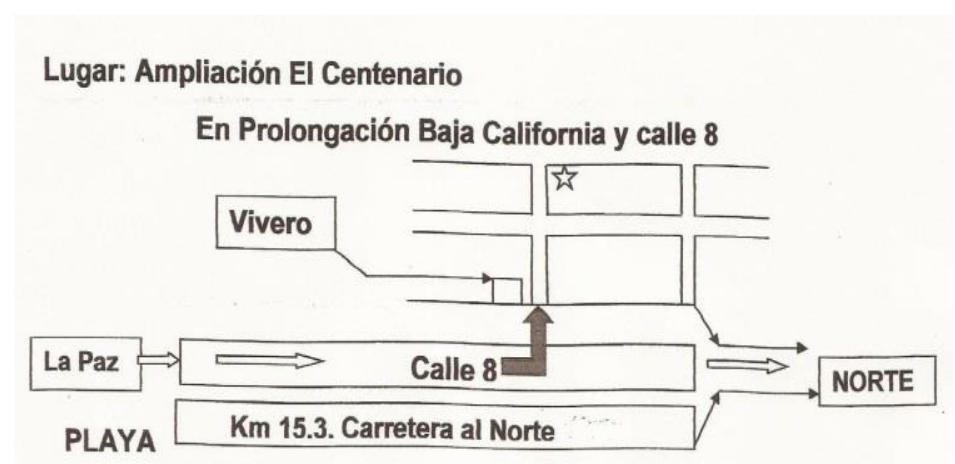 Lugar: Ampliación El Centenario
En Prolongación Baja California y calle 8
Vivero
La Paz
Calle 8
NORTE
Km 15.3. Carretera al Norte
PLAYA